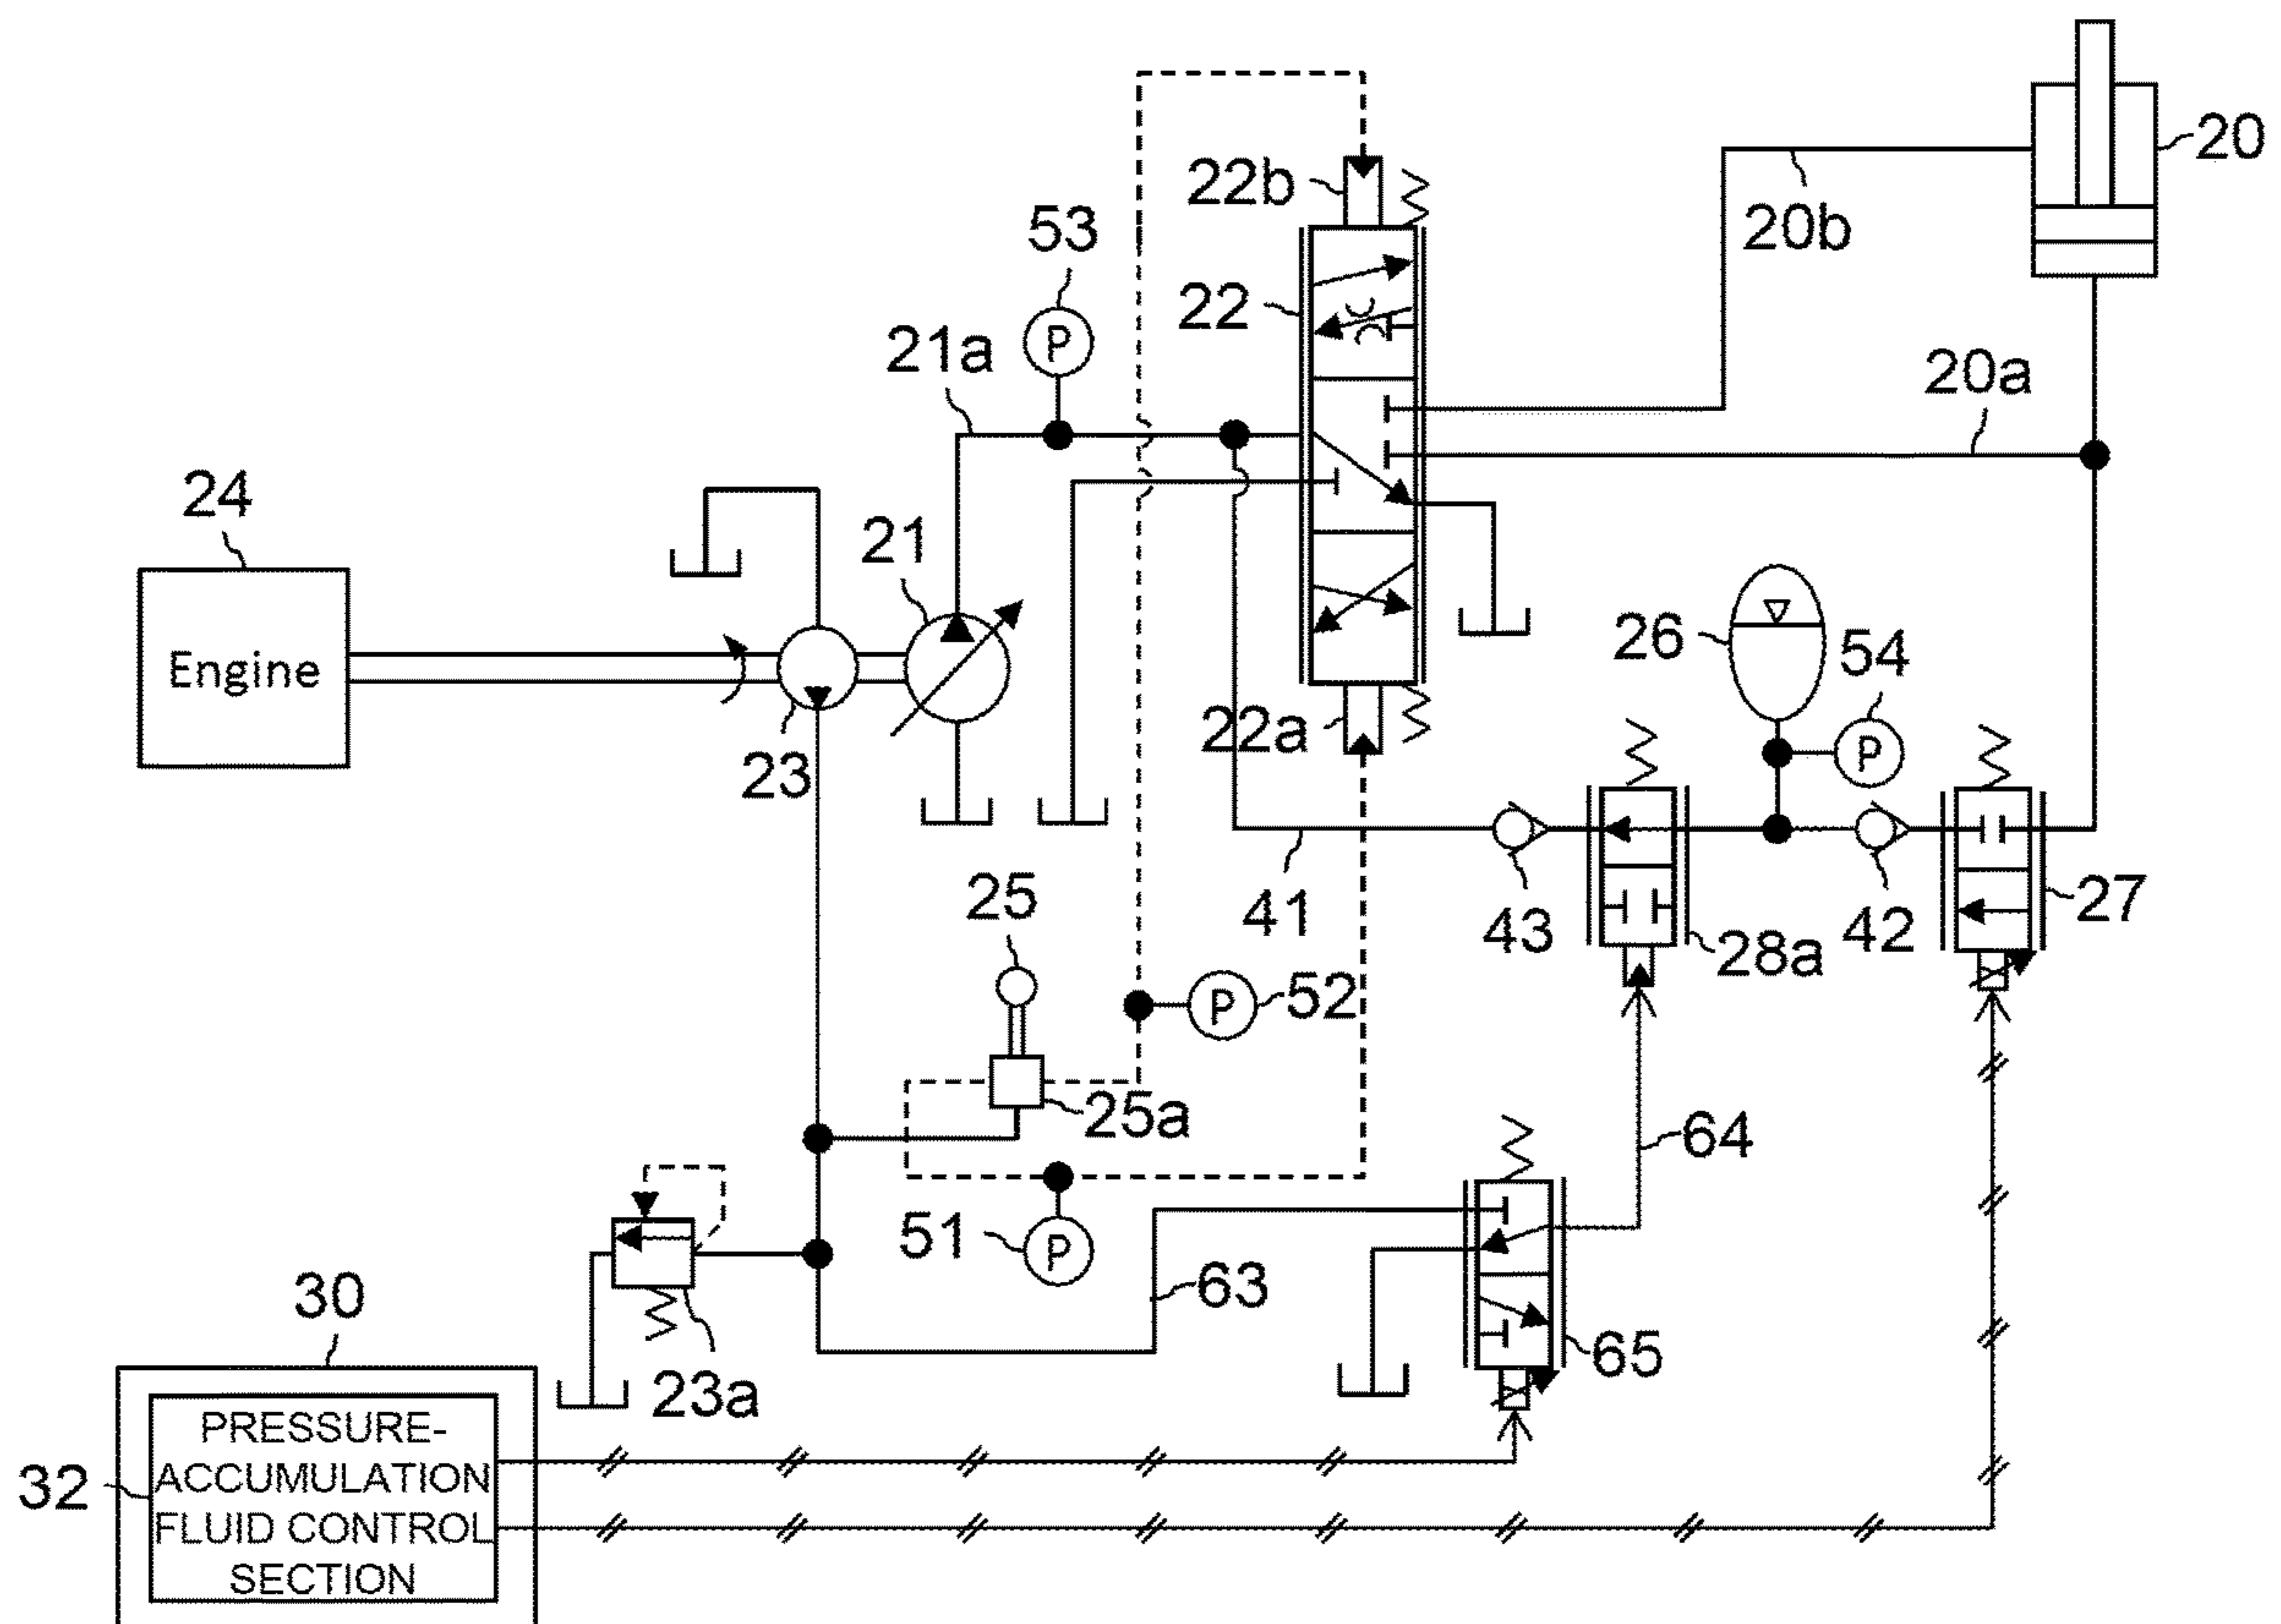 20
22b
20b
53
22
21a
20a
24
21
26
54
Engine
P
22a
23
P
25
41
43
28a
42
27
P
52
25a
64
51
P
63
30
23a
65
PRESSURE-
ACCUMULATION
32
FLUID CONTROL
SECTION